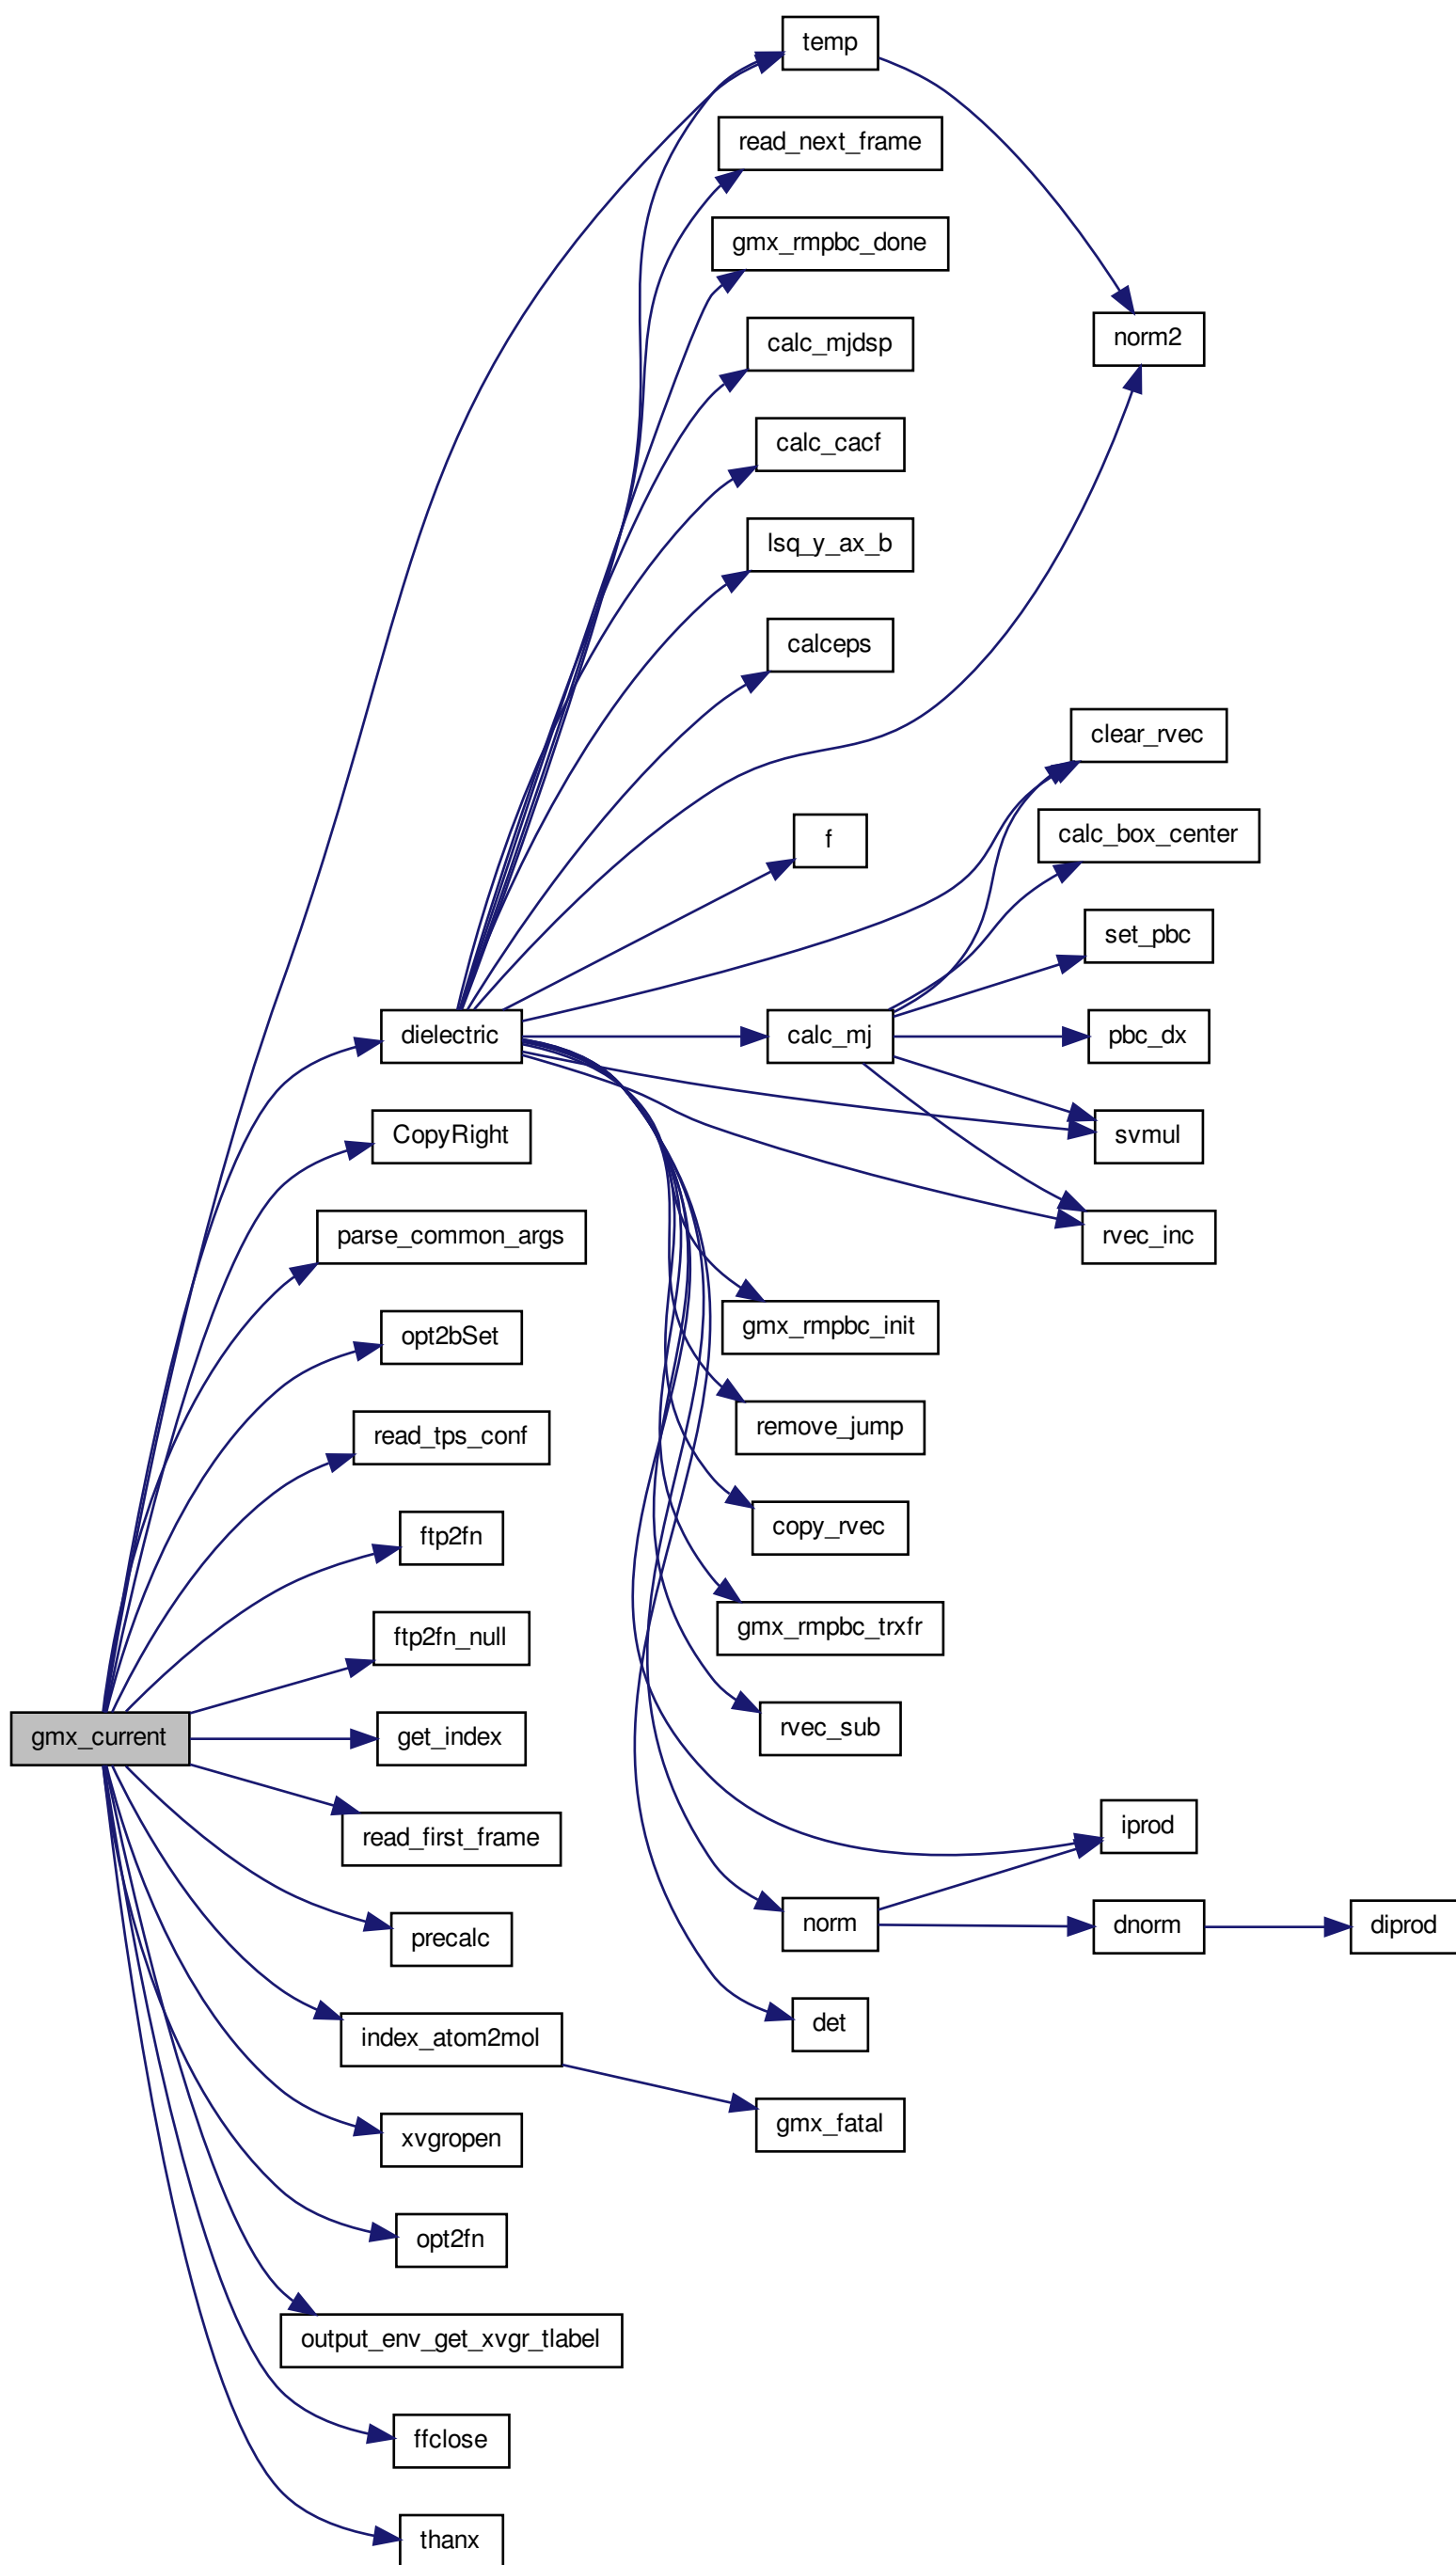 temp
read_next_frame
gmx_rmpbc_done
norm2
calc_mjdsp
calc_cacf
lsq_y_ax_b
calceps
clear_rvec
f
calc_box_center
set_pbc
dielectric
calc_mj
pbc_dx
CopyRight
svmul
parse_common_args
rvec_inc
gmx_rmpbc_init
opt2bSet
remove_jump
read_tps_conf
copy_rvec
ftp2fn
gmx_rmpbc_trxfr
ftp2fn_null
rvec_sub
gmx_current
get_index
iprod
read_first_frame
norm
dnorm
diprod
precalc
det
index_atom2mol
gmx_fatal
xvgropen
opt2fn
output_env_get_xvgr_tlabel
ffclose
thanx